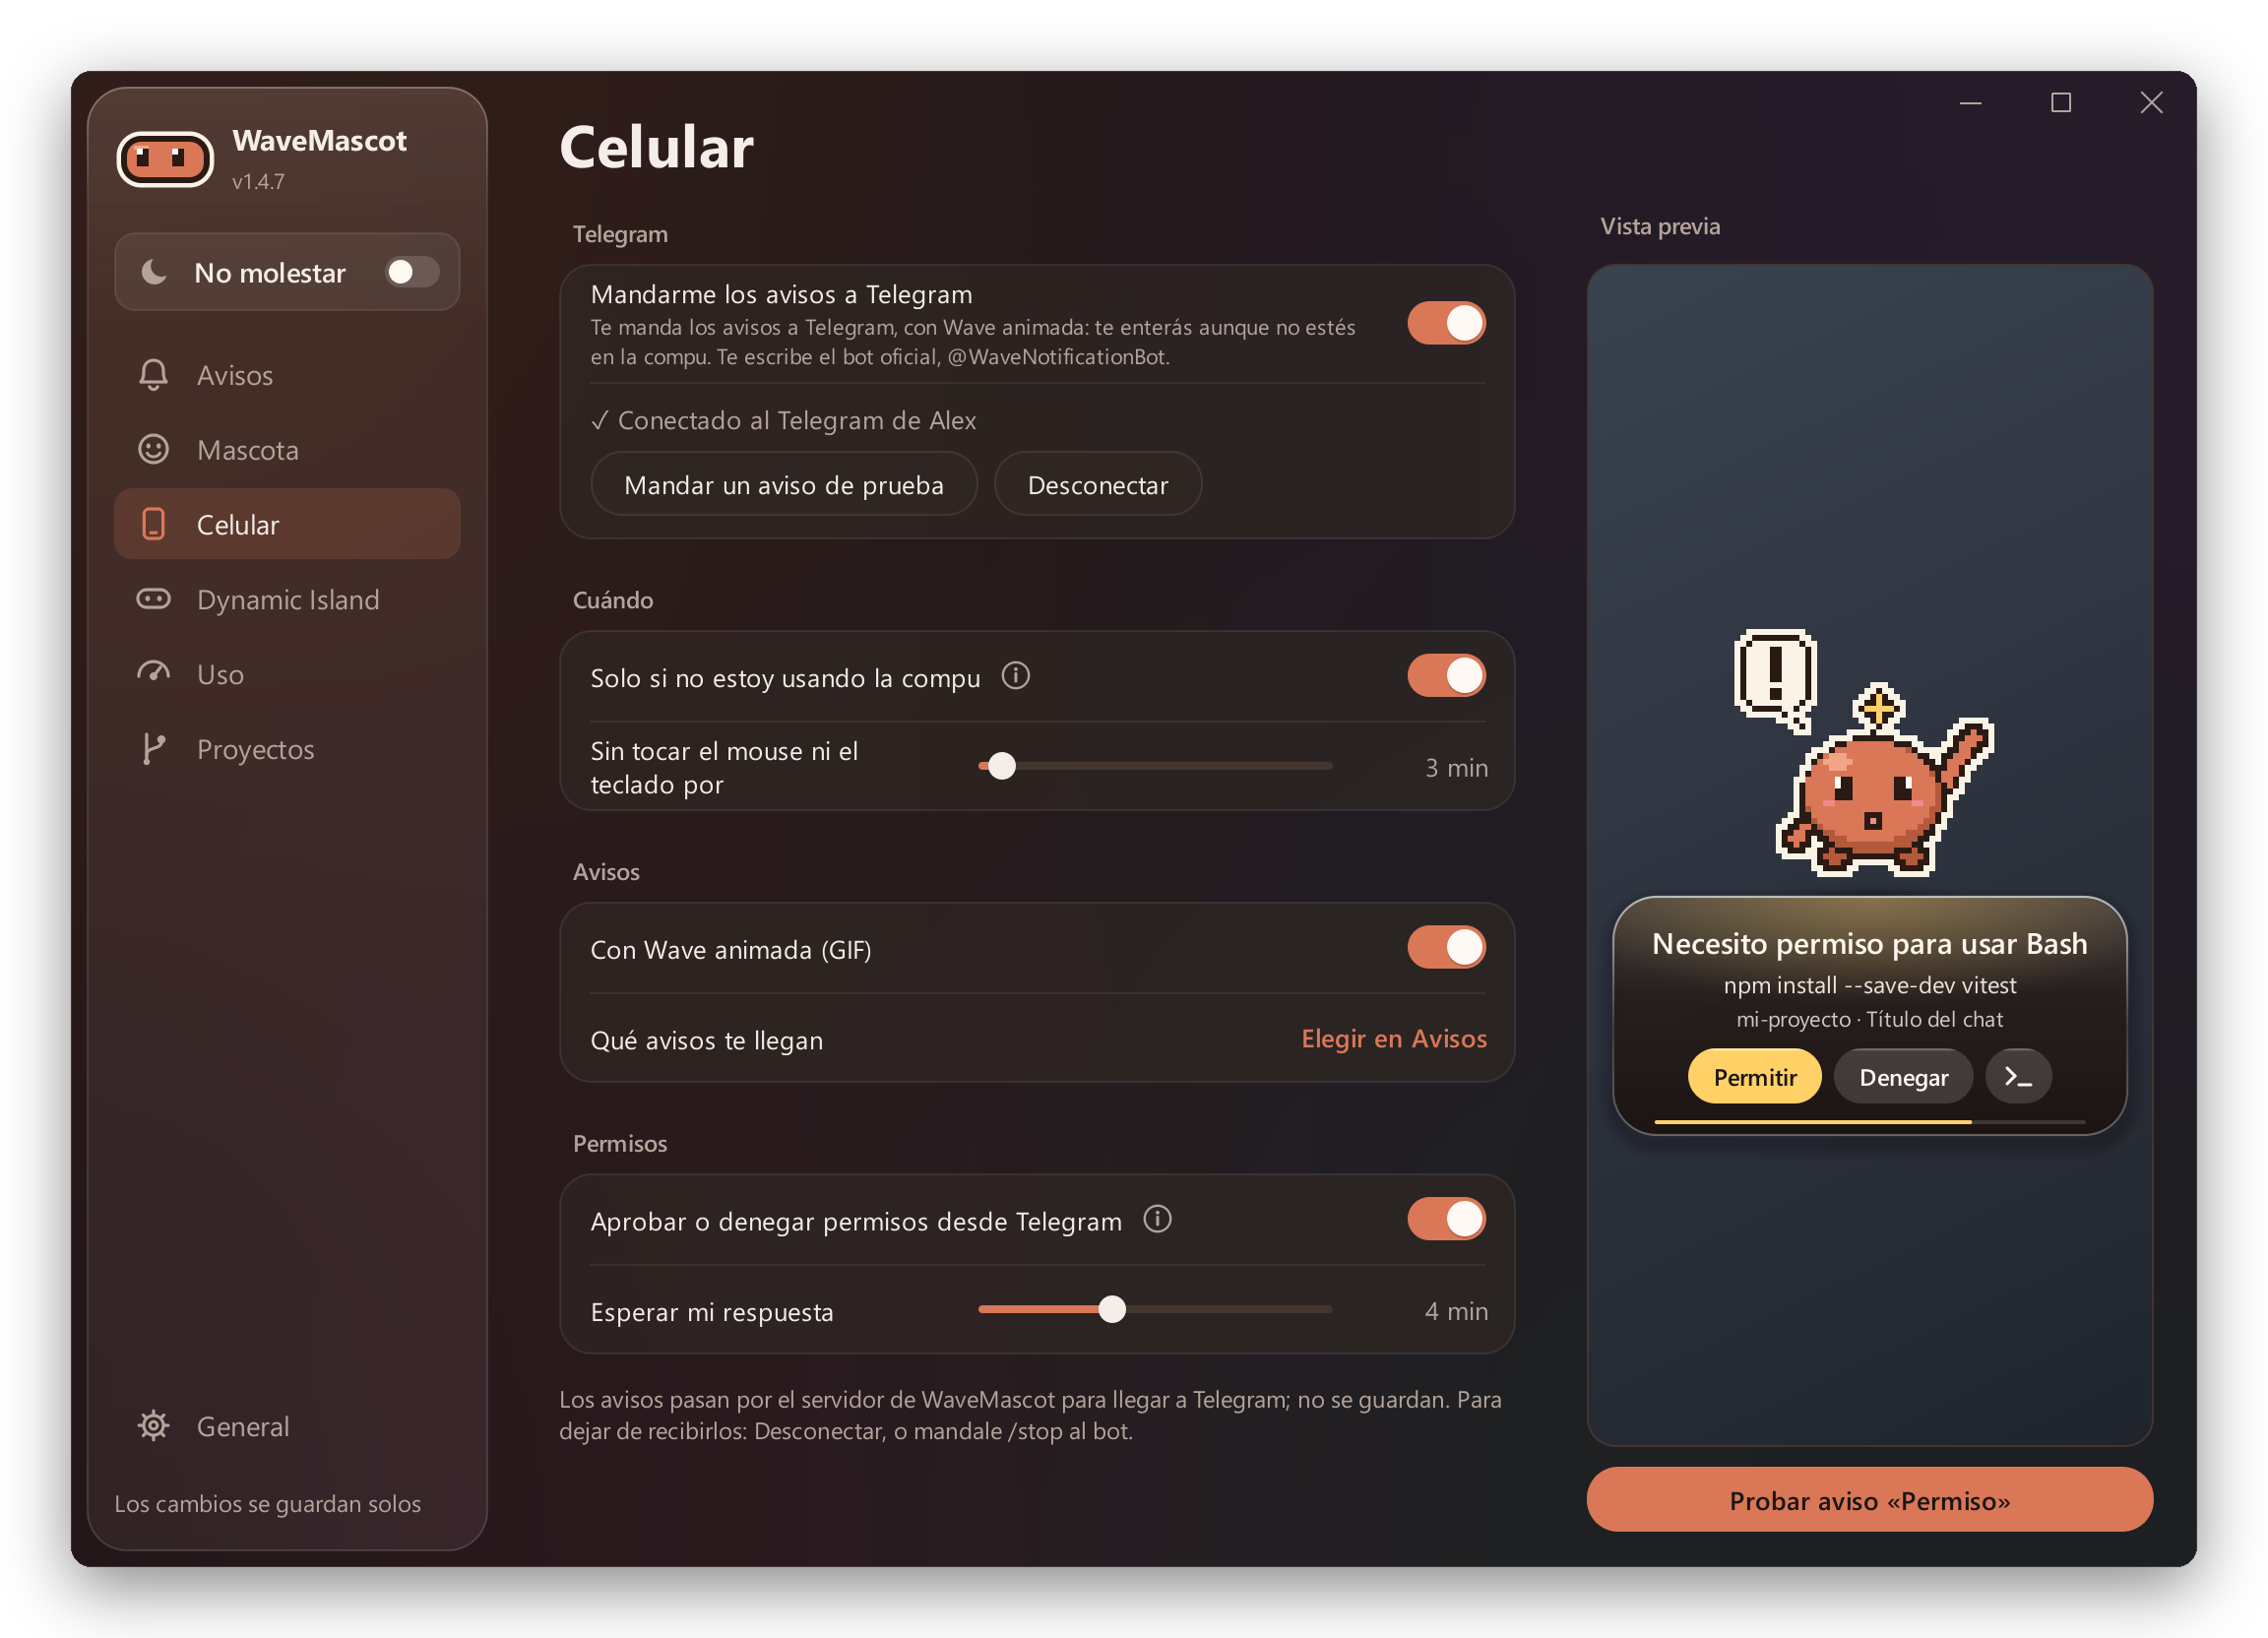 WaveMascot
v1.4.7
No molestar
Avisos
Mascota
Celular
Dynamic Island
Uso
Proyectos
General
Los cambios se guardan solos
Celular
Telegram
Mandarme los avisos a Telegram
Te manda los avisos a Telegram, con Wave animada: te enterás aunque no estés
en la compu. Te escribe el bot oficial, @WaveNotificationBot.
✓ Conectado al Telegram de Alex
Mandar un aviso de prueba
Desconectar
Cuándo
Solo si no estoy usando la compu
Sin tocar el mouse ni el
teclado por
3 min
Avisos
Con Wave animada (GIF)
Qué avisos te llegan
Elegir en Avisos
Permisos
Aprobar o denegar permisos desde Telegram
Esperar mi respuesta
4 min
Los avisos pasan por el servidor de WaveMascot para llegar a Telegram; no se guardan. Para
dejar de recibirlos: Desconectar, o mandale /stop al bot.
Vista previa
!
Necesito permiso para usar Bash
npm install --save-dev vitest
mi-proyecto · Título del chat
Permitir
Denegar
Probar aviso «Permiso»